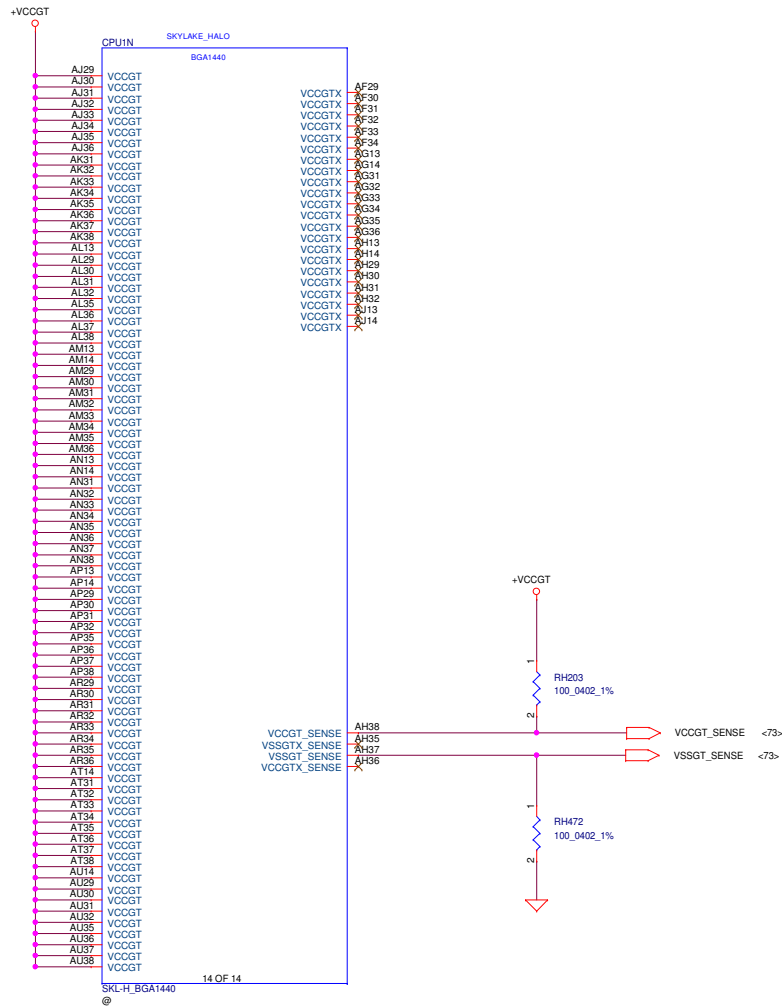 +VCCGT
SKYLAKE_HALO
CPU1N
BGA1440
AJ29 VCCGT
AJ30 VCCGT
AJ31 VCCGT
AJ32 VCCGT
AJ33 VCCGT
AJ34 VCCGT
AJ35 VCCGT
AJ36 VCCGT
AK31 VCCGT
AK32 VCCGT
AK33 VCCGT
AK34 VCCGT
AK35 VCCGT
AK36 VCCGT
AK37 VCCGT
AK38 VCCGT
AL13 VCCGT
AL29 VCCGT
AL30 VCCGT
AL31 VCCGT
AL32 VCCGT
AL35 VCCGT
AL36 VCCGT
AL37 VCCGT
AL38 VCCGT
AM13 VCCGT
AM14 VCCGT
AM29 VCCGT
AM30 VCCGT
AM31 VCCGT
AM32 VCCGT
AM33 VCCGT
AM34 VCCGT
AM35 VCCGT
AM36 VCCGT
AN13 VCCGT
AN14 VCCGT
AN31 VCCGT
AN32 VCCGT
AN33 VCCGT
AN34 VCCGT
AN35 VCCGT
AN36 VCCGT
AN37 VCCGT
AN38 VCCGT
AP13 VCCGT
AP14 VCCGT
AP29 VCCGT
AP30 VCCGT
AP31 VCCGT
AP32 VCCGT
AP35 VCCGT
AP36 VCCGT
AP37 VCCGT
AP38 VCCGT
AR29 VCCGT
AR30 VCCGT
AR31 VCCGT
AR32 VCCGT
AR33 VCCGT
AR34 VCCGT
AR35 VCCGT
AR36 VCCGT
AT14 VCCGT
AT31 VCCGT
AT32 VCCGT
AT33 VCCGT
AT34 VCCGT
AT35 VCCGT
AT36 VCCGT
AT37 VCCGT
AT38 VCCGT
AU14 VCCGT
AU29 VCCGT
AU30 VCCGT
AU31 VCCGT
AU32 VCCGT
AU35 VCCGT
AU36 VCCGT
AU37 VCCGT
AU38 VCCGT
VCCGTX AF29
VCCGTX AF30
VCCGTX AF31
VCCGTX AF32
VCCGTX AF33
VCCGTX AF34
VCCGTX AG13
VCCGTX AG14
VCCGTX AG31
VCCGTX AG32
VCCGTX AG33
VCCGTX AG34
VCCGTX AG35
VCCGTX AG36
VCCGTX AH13
VCCGTX AH14
VCCGTX AH29
VCCGTX AH30
VCCGTX AH31
VCCGTX AH32
VCCGTX AJ13
VCCGTX AJ14
+VCCGT
1
RH203
100_0402_1%
2
VCCGT_SENSE AH38 VCCGT_SENSE <73>
VSSGTX_SENSE AH35
VSSGT_SENSE AH37 VSSGT_SENSE <73>
VCCGTX_SENSE AH36
1
RH472
100_0402_1%
2
14 OF 14
SKL-H_BGA1440
@